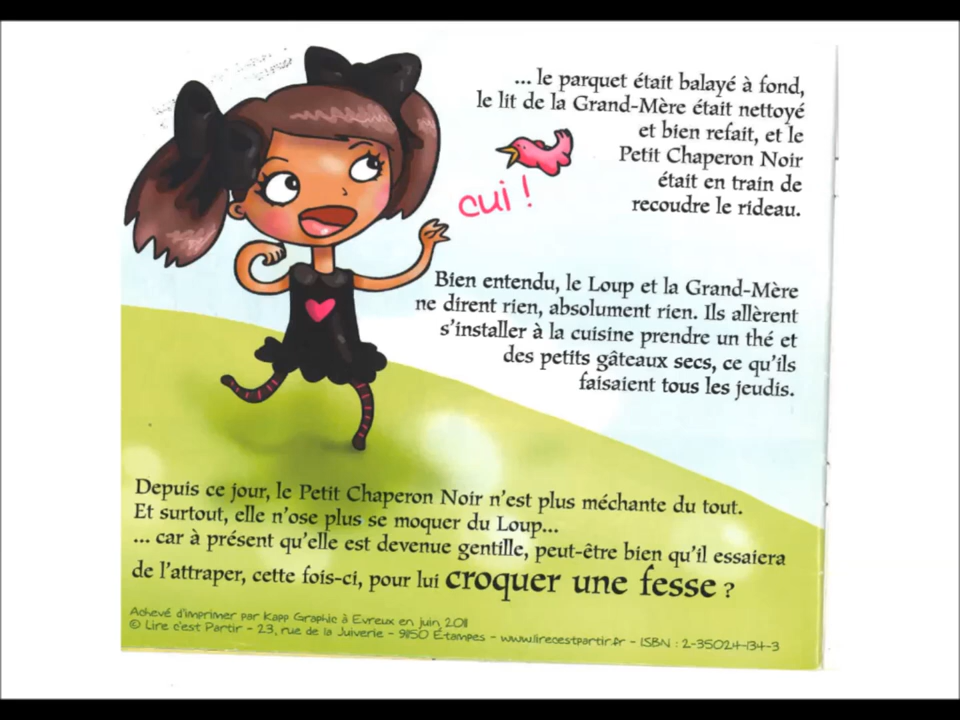 ... le parquet était balayé à fond,
le lit de la Grand-Mère était nettoyé
et bien refait, et le
Petit Chaperon Noir
était en train de
recoudre le rideau.
cui !
Bien entendu, le Loup et la Grand-Mère
ne dirent rien, absolument rien. Ils allèrent
s'installer à la cuisine prendre un thé et
des petits gâteaux secs, ce qu'ils
faisaient tous les jeudis.
Depuis ce jour, le Petit Chaperon Noir n'est plus méchante du tout.
Et surtout, elle n'ose plus se moquer du Loup...
... car à présent qu'elle est devenue gentille, peut-être bien qu'il essaiera
de l'attraper, cette fois-ci, pour lui croquer une fesse ?
Achevé d'imprimer par Kapp Graphic à Evreux en juin 2011
© Lire c'est Partir - 23, rue de la Juiverie - 91150 Étampes - www.lirecestpartir.fr - ISBN : 2-35024-134-3